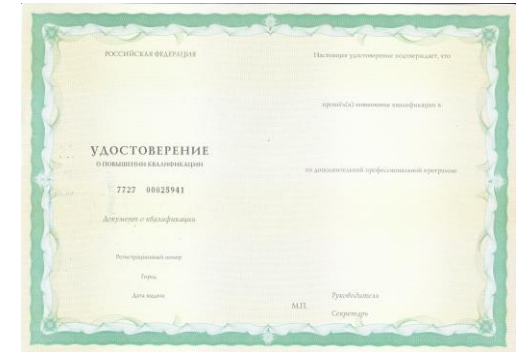 РОССИЙСКАЯ ФЕДЕРАЦИЯ
УДОСТОВЕРЕНИЕ
О ПОВЫШЕНИИ КВАЛИФИКАЦИИ
7727 00025941
Документ о квалификации
Регистрационный номер
Город
Дата выдачи
Настоящее удостоверение подтверждает, что
прошёл(а) повышение квалификации в
по дополнительной профессиональной программе
М.П.
Руководитель
Секретарь